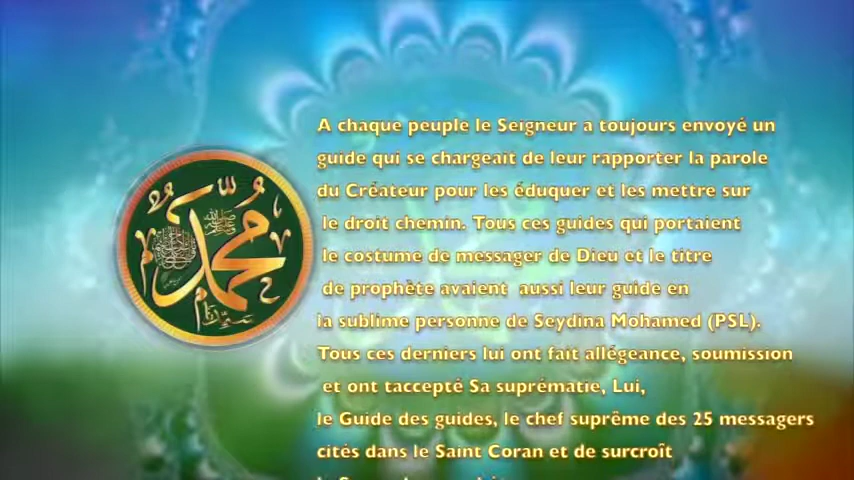 محمد
A chaque peuple le Seigneur a toujours envoyé un
guide qui se chargeait de leur rapporter la parole
du Créateur pour les éduquer et les mettre sur
le droit chemin. Tous ces guides qui portaient
le costume de messager de Dieu et le titre
de prophète avaient aussi leur guide en
la sublime personne de Seydina Mohamed (PSL).
Tous ces derniers lui ont fait allégeance, soumission
et ont taccepté Sa suprématie, Lui,
le Guide des guides, le chef suprême des 25 messagers
cités dans le Saint Coran et de surcroît